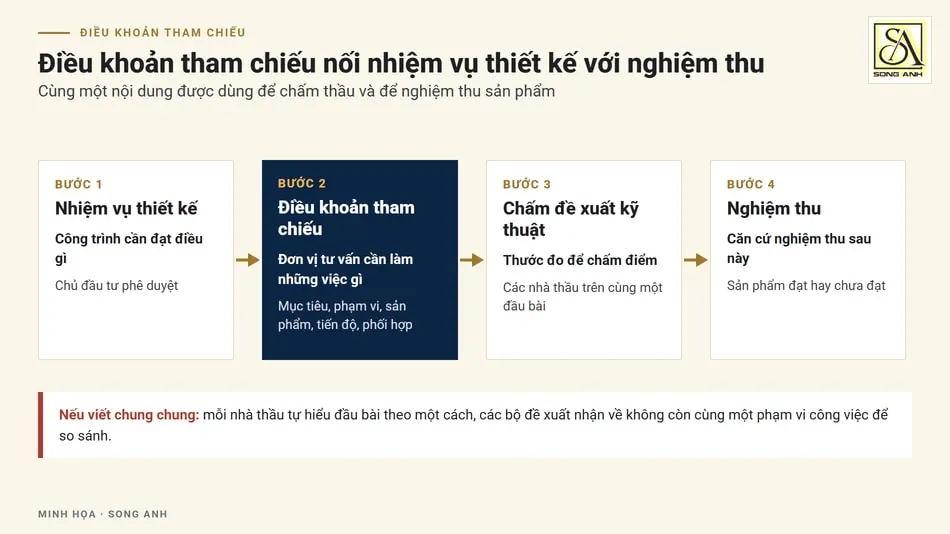 ĐIỀU KHOẢN THAM CHIẾU
Điều khoản tham chiếu nối nhiệm vụ thiết kế với nghiệm thu
Cùng một nội dung được dùng để chấm thầu và để nghiệm thu sản phẩm
SA
SONG ANH
BƯỚC 1
Nhiệm vụ thiết kế
Công trình cần đạt điều
gì
Chủ đầu tư phê duyệt
BƯỚC 2
Điều khoản tham
chiếu
Đơn vị tư vấn cần làm
những việc gì
Mục tiêu, phạm vi, sản
phẩm, tiến độ, phối hợp
BƯỚC 3
Chấm đề xuất kỹ
thuật
Thước đo để chấm điểm
Các nhà thầu trên cùng một
đầu bài
BƯỚC 4
Nghiệm thu
Căn cứ nghiệm thu sau
này
Sản phẩm đạt hay chưa đạt
Nếu viết chung chung: mỗi nhà thầu tự hiểu đầu bài theo một cách, các bộ đề xuất nhận về không còn cùng một phạm vi công việc để
so sánh.
MINH HỌA · SONG ANH